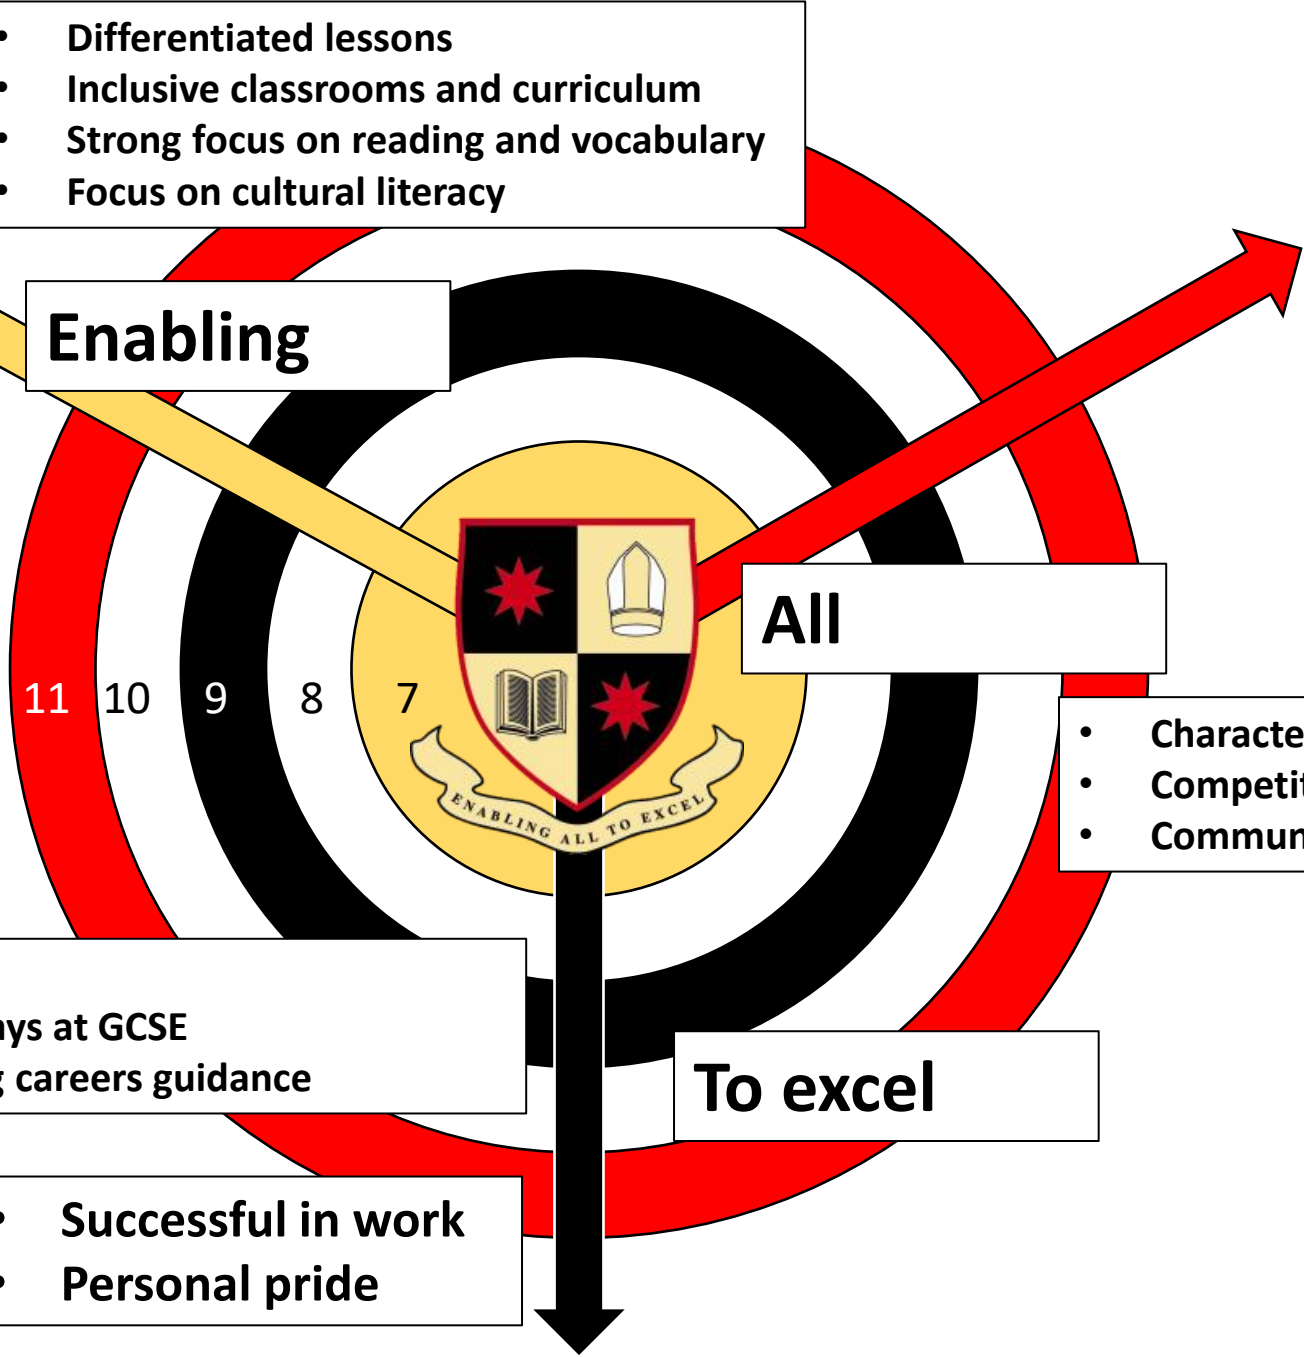 • Differentiated lessons
• Inclusive classrooms and curriculum
• Strong focus on reading and vocabulary
• Focus on cultural literacy
Enabling
All
11 10 9 8 7
• 
• 
• 
ENABLING ALL TO EXCEL
at GCSE
careers guidance
To excel
• Successful in work
• Personal pride